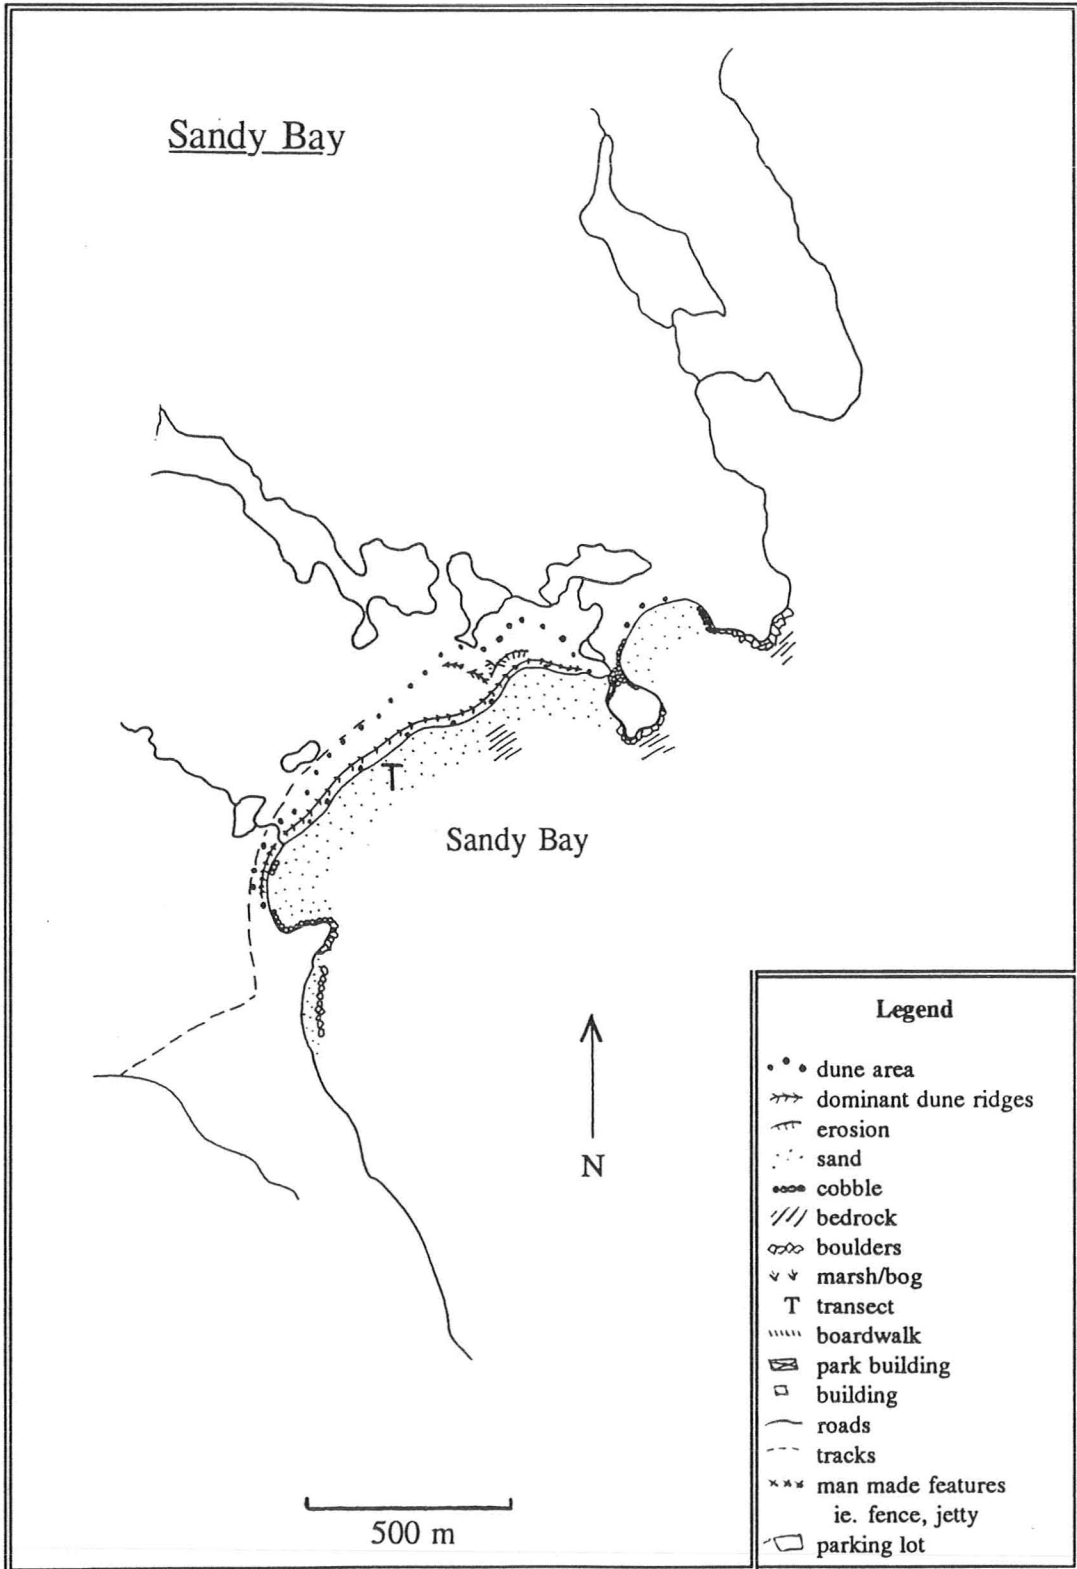 Sandy Bay
T
Sandy Bay
N
500 m
Legend
dune area
dominant dune ridges
erosion
sand
cobble
bedrock
boulders
marsh/bog
T transect
boardwalk
park building
building
roads
tracks
man made features
ie. fence, jetty
parking lot